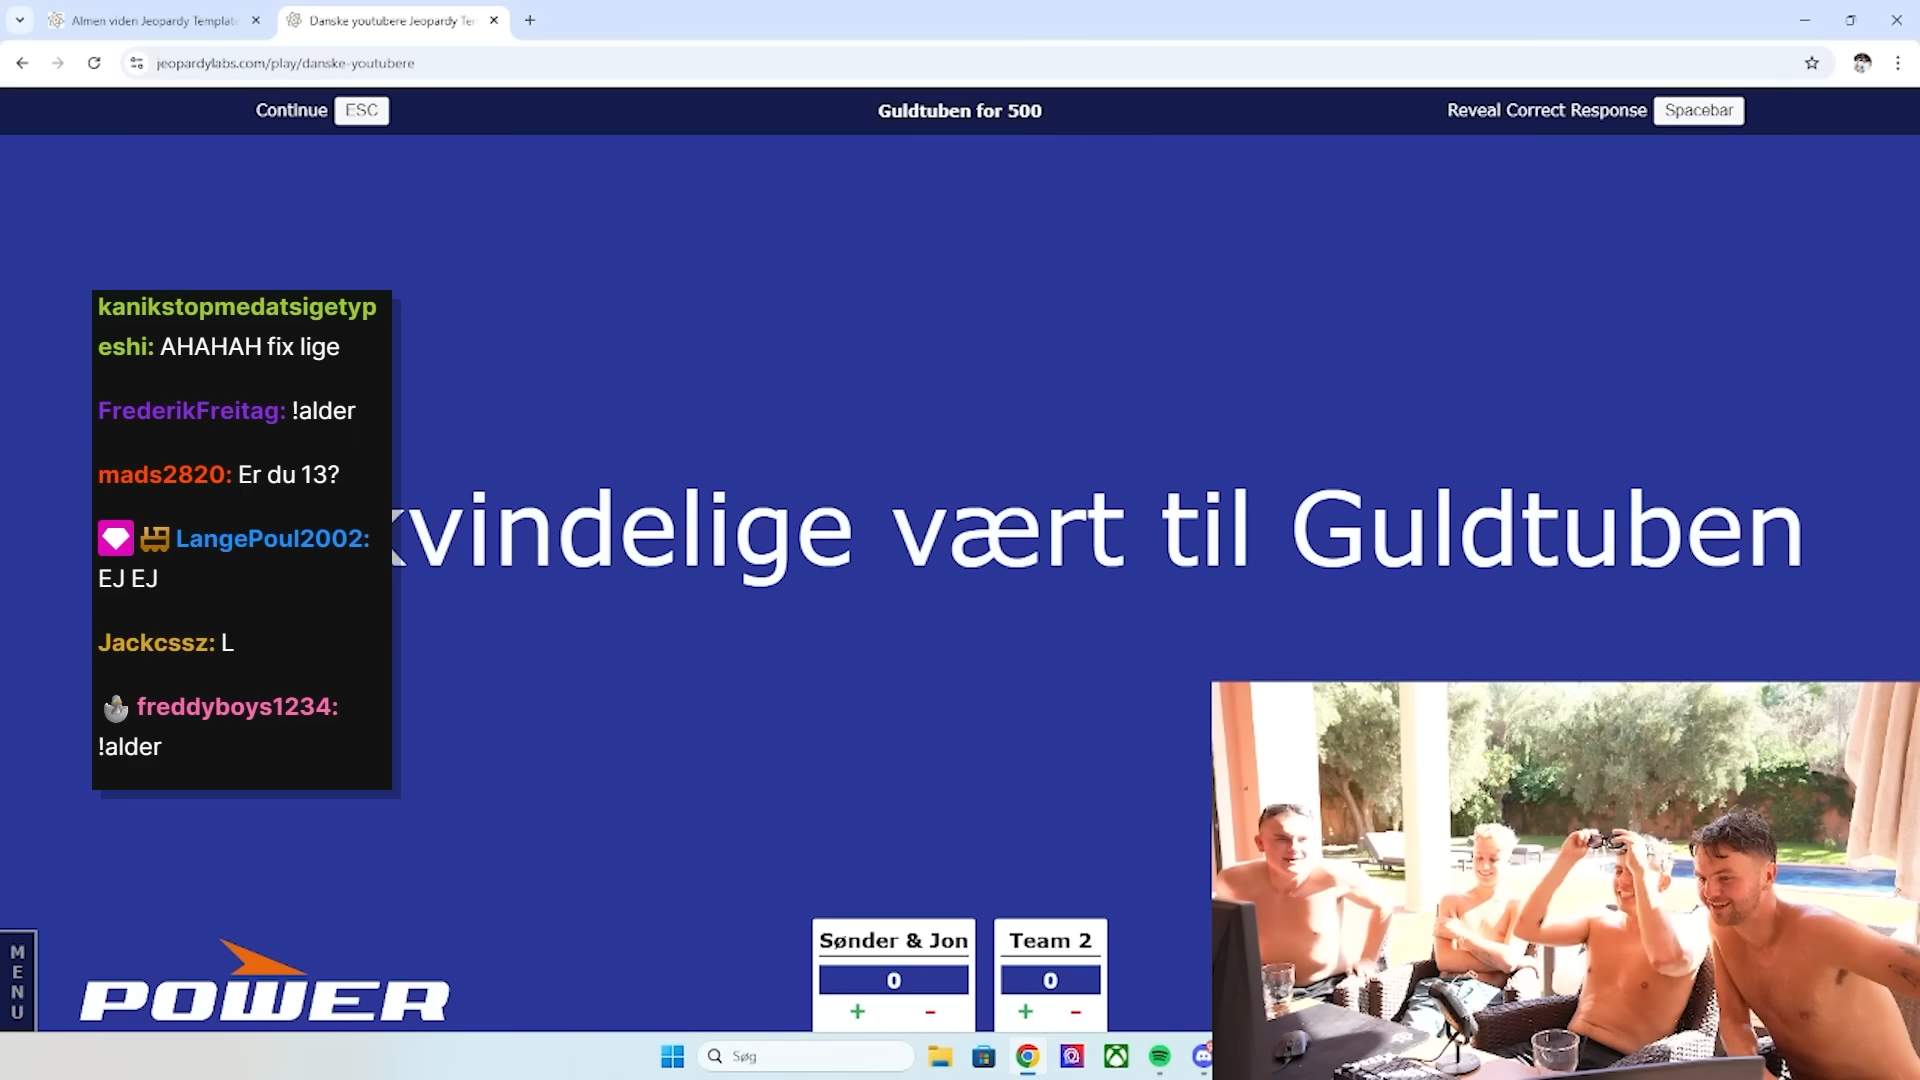 Almen viden Jeopardy Templat
Danske youtubere Jeopardy Te
jeopardylabs.com/play/danske-youtubere
Continue ESC
Guldtuben for 500
Reveal Correct Response Spacebar
kanikstopmedatsigetyp
eshi: AHAHAH fix lige
FrederikFreitag: !alder
mads2820: Er du 13?
LangePoul2002:
EJ EJ
Jackcssz: L
freddyboys1234:
!alder
kvindelige vært til Guldtuben
MENU
POWER
Sønder & Jon
0
+ -
Team 2
0
+ -
Søg